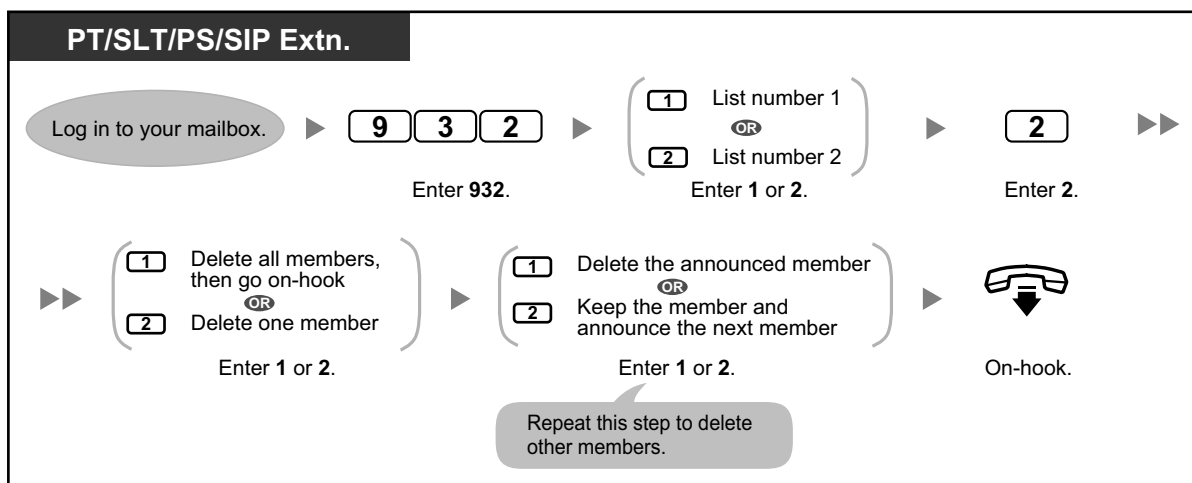 PT/SLT/PS/SIP Extn.
Log in to your mailbox.
9 3 2
Enter 932.
1 List number 1
OR
2 List number 2
Enter 1 or 2.
2
Enter 2.
1 Delete all members,
then go on-hook
OR
2 Delete one member
Enter 1 or 2.
1 Delete the announced member
OR
2 Keep the member and
announce the next member
Enter 1 or 2.
Repeat this step to delete
other members.
On-hook.